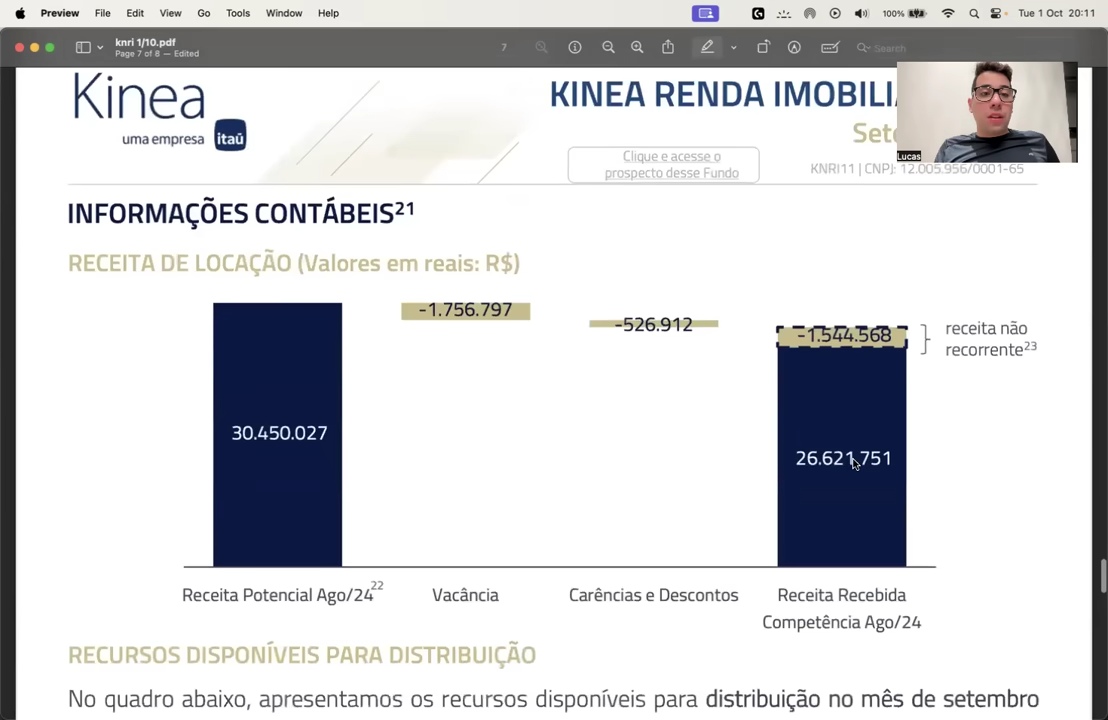 Preview File Edit View Go Tools Window Help 100% Tue 1 Oct 20:11
knri 1/10.pdf
Page 7 of 8 — Edited
7
Search
Kinea
uma empresa itaú
KINEA RENDA IMOBILI
Set
Clique e acesse o
prospecto desse Fundo
KNRI11 | CNPJ: 12.005.956/0001-65
Lucas
INFORMAÇÕES CONTÁBEIS²¹
RECEITA DE LOCAÇÃO (Valores em reais: R$)
-1.756.797
-526.912
-1.544.568
receita não
recorrente²³
30.450.027
26.621.751
Receita Potencial Ago/24²²
Vacância
Carências e Descontos
Receita Recebida
Competência Ago/24
RECURSOS DISPONÍVEIS PARA DISTRIBUIÇÃO
No quadro abaixo, apresentamos os recursos disponíveis para distribuição no mês de setembro